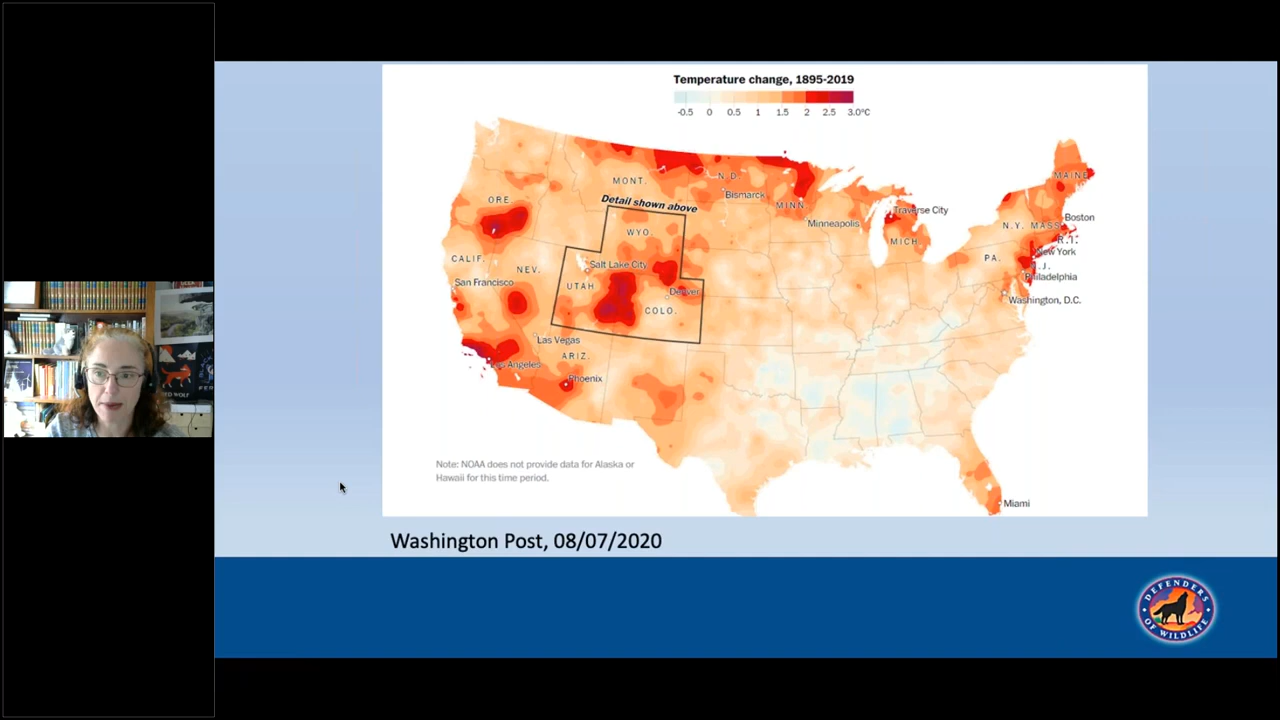 Temperature change, 1895-2019
-0.5 0 0.5 1 1.5 2 2.5 3.0°C
MONT.
N.D.
Bismarck
MINN.
Minneapolis
MAINE
ORE.
Detail shown above
WYO.
Traverse City
MICH.
Boston
N.Y.
MASS.
R.I.
CALIF.
NEV.
Salt Lake City
UTAH
PA.
New York
N.J.
Philadelphia
San Francisco
Denver
COLO.
Washington, D.C.
Las Vegas
ARIZ.
Los Angeles
Phoenix
Note: NOAA does not provide data for Alaska or
Hawaii for this time period.
Miami
Washington Post, 08/07/2020
DEFENDERS
OF WILDLIFE